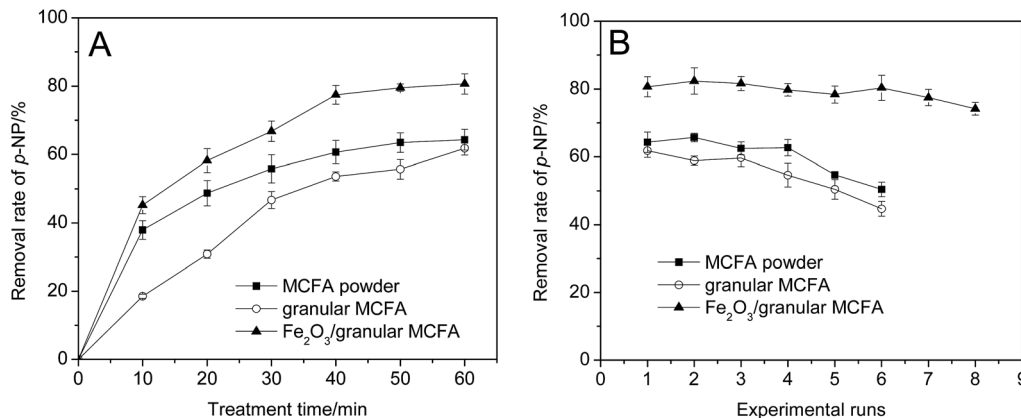 A
100
80
60
40
20
0
Removal rate of p-NP/%
MCFA powder
granular MCFA
Fe₂O₃/granular MCFA
0 10 20 30 40 50 60
Treatment time/min
B
100
80
60
40
20
0
Removal rate of p-NP/%
MCFA powder
granular MCFA
Fe₂O₃/granular MCFA
0 1 2 3 4 5 6 7 8 9
Experimental runs